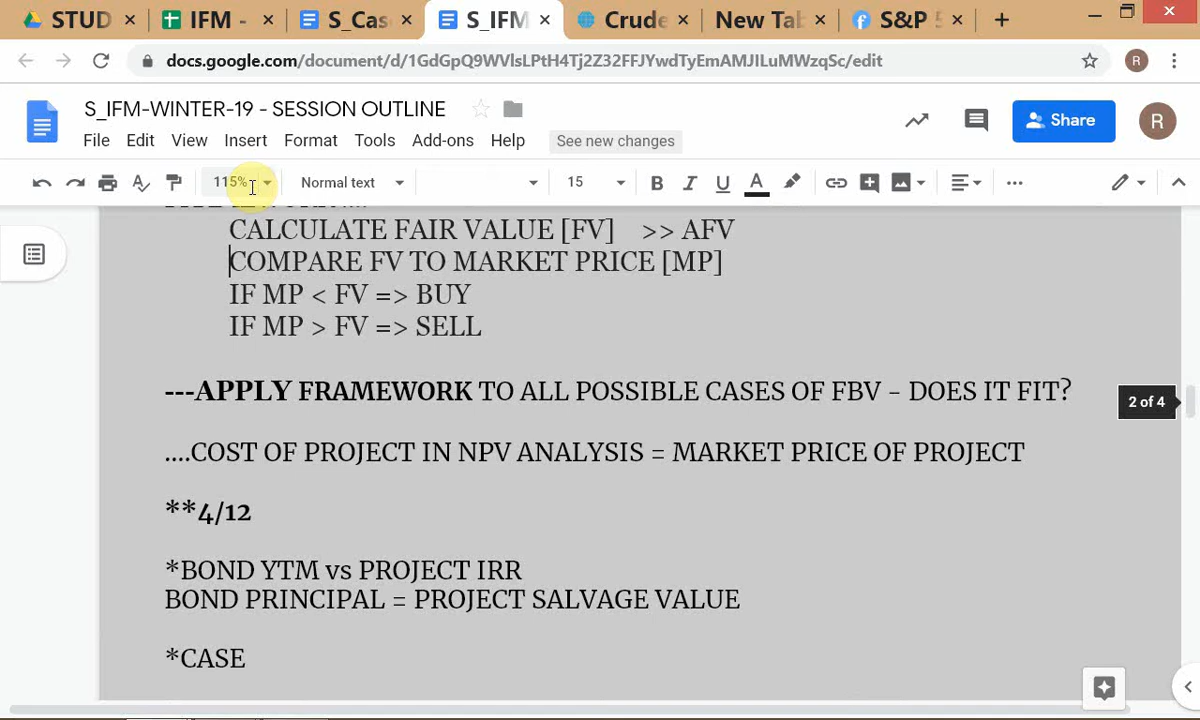 STUD × IFM - × S_Cas × S_IFM × Crude × New Tab × S&P 5 × +
docs.google.com/document/d/1GdGpQ9WVlsLPtH4Tj2Z32FFJYwdTyEmAMJILuMWzqSc/edit R
S_IFM-WINTER-19 - SESSION OUTLINE
File Edit View Insert Format Tools Add-ons Help See new changes
Share R
115% Normal text 15 B I U A
CALCULATE FAIR VALUE [FV] >> AFV
COMPARE FV TO MARKET PRICE [MP]
IF MP < FV => BUY
IF MP > FV => SELL
---APPLY FRAMEWORK TO ALL POSSIBLE CASES OF FBV – DOES IT FIT?
2 of 4
....COST OF PROJECT IN NPV ANALYSIS = MARKET PRICE OF PROJECT
**4/12
*BOND YTM vs PROJECT IRR
BOND PRINCIPAL = PROJECT SALVAGE VALUE
*CASE